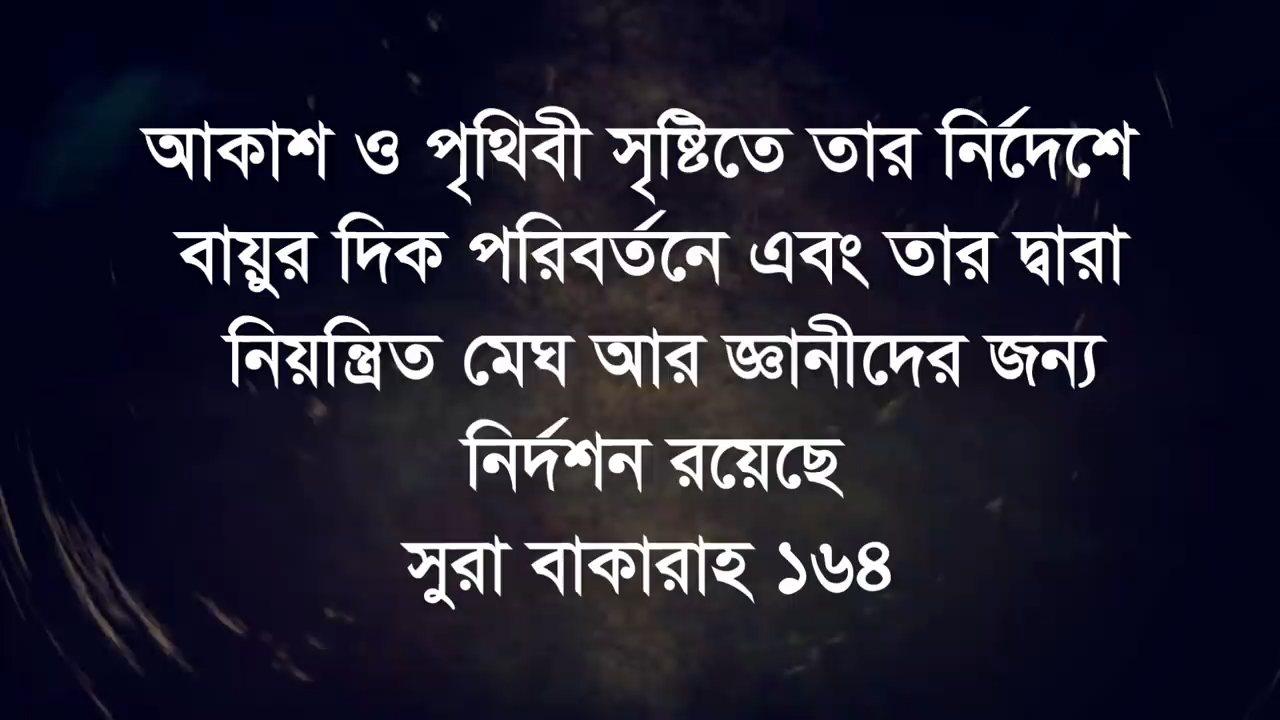 আকাশ ও পৃথিবী সৃষ্টিতে তার নির্দেশে
বায়ুর দিক পরিবর্তনে এবং তার দ্বারা
নিয়ন্ত্রিত মেঘ আর জ্ঞানীদের জন্য
নির্দশন রয়েছে
সুরা বাকারাহ ১৬৪